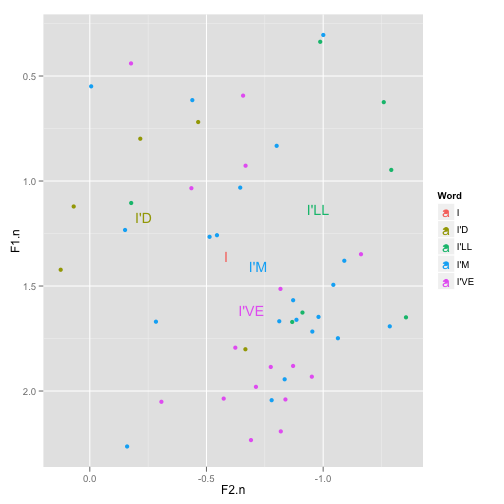 0.5
1.0
1.5
2.0
F1.n
0.0
-0.5
-1.0
F2.n
I'LL
I'D
I
I'M
I'VE
Word
a I
a I'D
a I'LL
a I'M
a I'VE